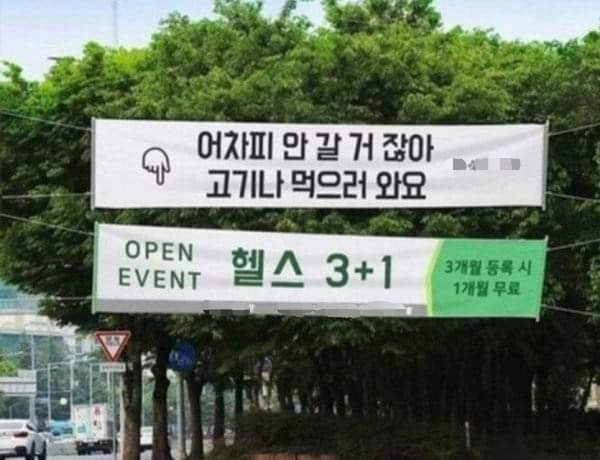 어차피 안 갈 거 잖아
고기나 먹으러 와요
OPEN
EVENT
헬스 3+1
3개월 등록 시
1개월 무료